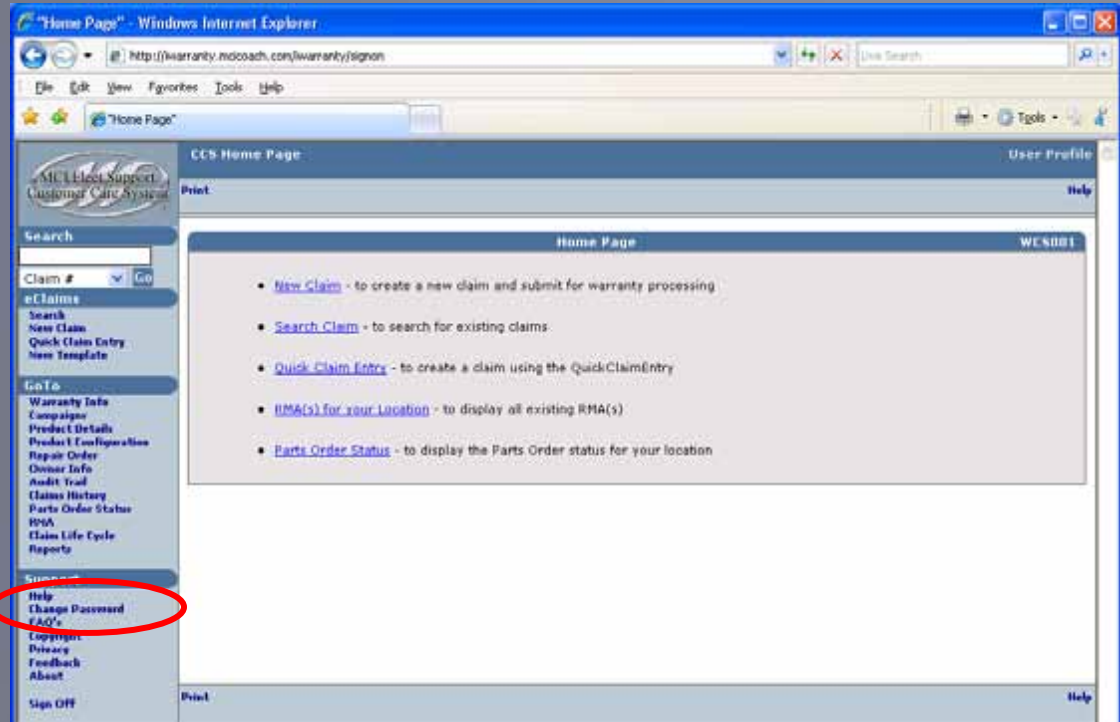 "Home Page" - Windows Internet Explorer
http://iwarranty.mcicoach.com/iwarranty/signon
Live Search
File Edit View Favorites Tools Help
"Home Page"
Tools
MCI Fleet Support
Customer Care System
CCS Home Page
User Profile
Print
Help
Search
Claim #
Go
eClaims
Search
New Claim
Quick Claim Entry
New Template
GoTo
Warranty Info
Campaigns
Product Details
Product Configuration
Repair Order
Owner Info
Audit Trail
Claims History
Parts Order Status
RMA
Claim Life Cycle
Reports
Support
Help
Change Password
FAQ's
Copyright
Privacy
Feedback
About
Sign Off
Home Page
WCS001
• New Claim - to create a new claim and submit for warranty processing
• Search Claim - to search for existing claims
• Quick Claim Entry - to create a claim using the QuickClaimEntry
• RMA(s) for your Location - to display all existing RMA(s)
• Parts Order Status - to display the Parts Order status for your location
Print
Help